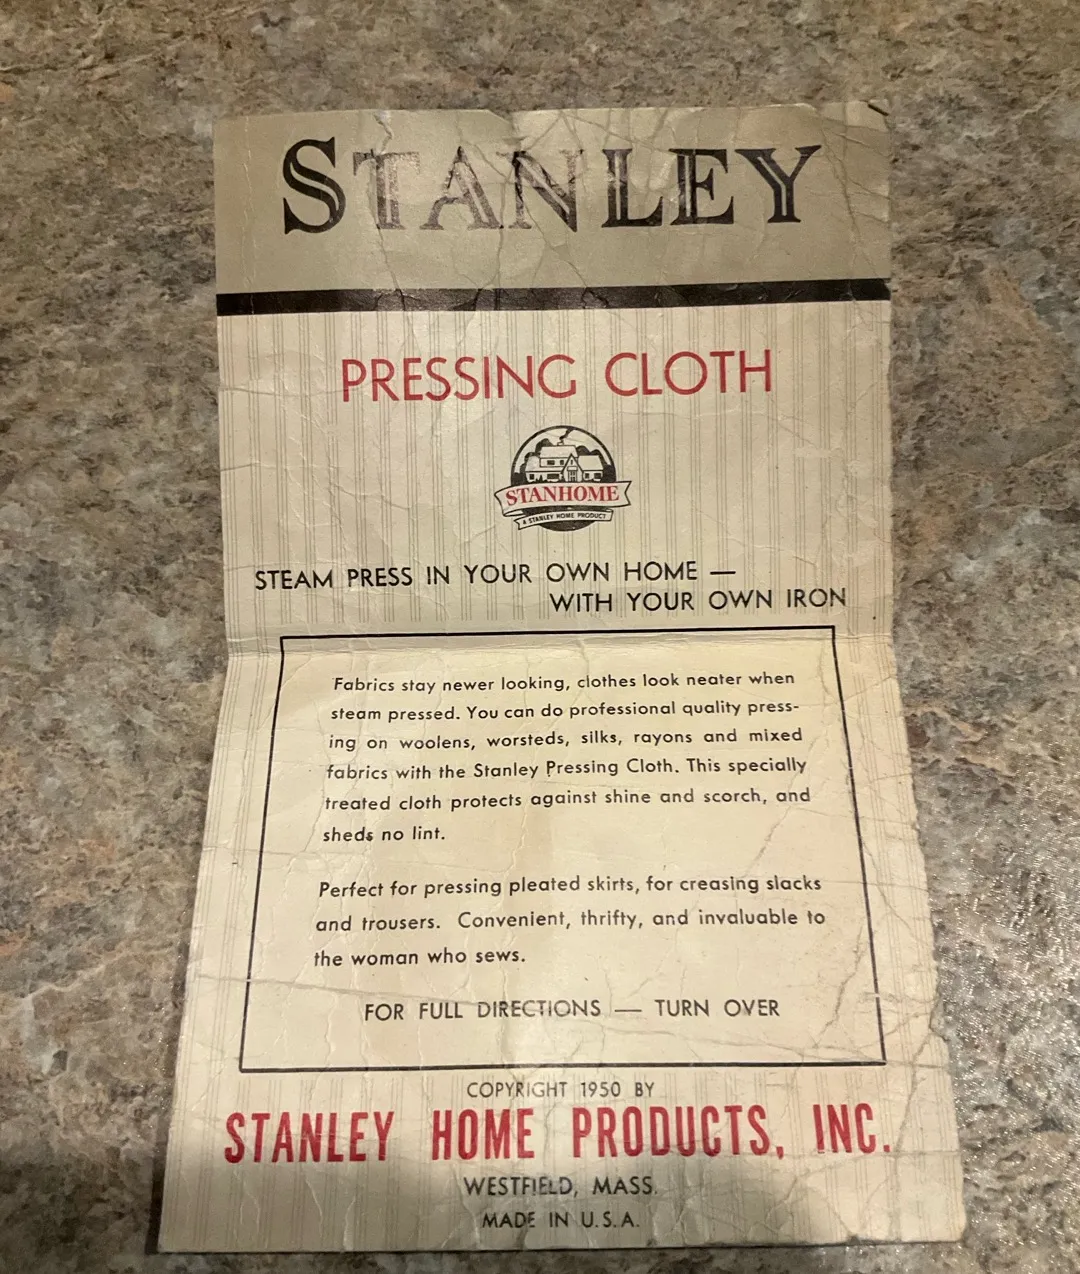 STANLEY
PRESSING CLOTH
STANHOME
A STANLEY HOME PRODUCT
STEAM PRESS IN YOUR OWN HOME —
WITH YOUR OWN IRON
Fabrics stay newer looking, clothes look neater when
steam pressed. You can do professional quality press-
ing on woolens, worsteds, silks, rayons and mixed
fabrics with the Stanley Pressing Cloth. This specially
treated cloth protects against shine and scorch, and
sheds no lint.
Perfect for pressing pleated skirts, for creasing slacks
and trousers. Convenient, thrifty, and invaluable to
the woman who sews.
FOR FULL DIRECTIONS — TURN OVER
COPYRIGHT 1950 BY
STANLEY HOME PRODUCTS, INC.
WESTFIELD, MASS.
MADE IN U.S.A.